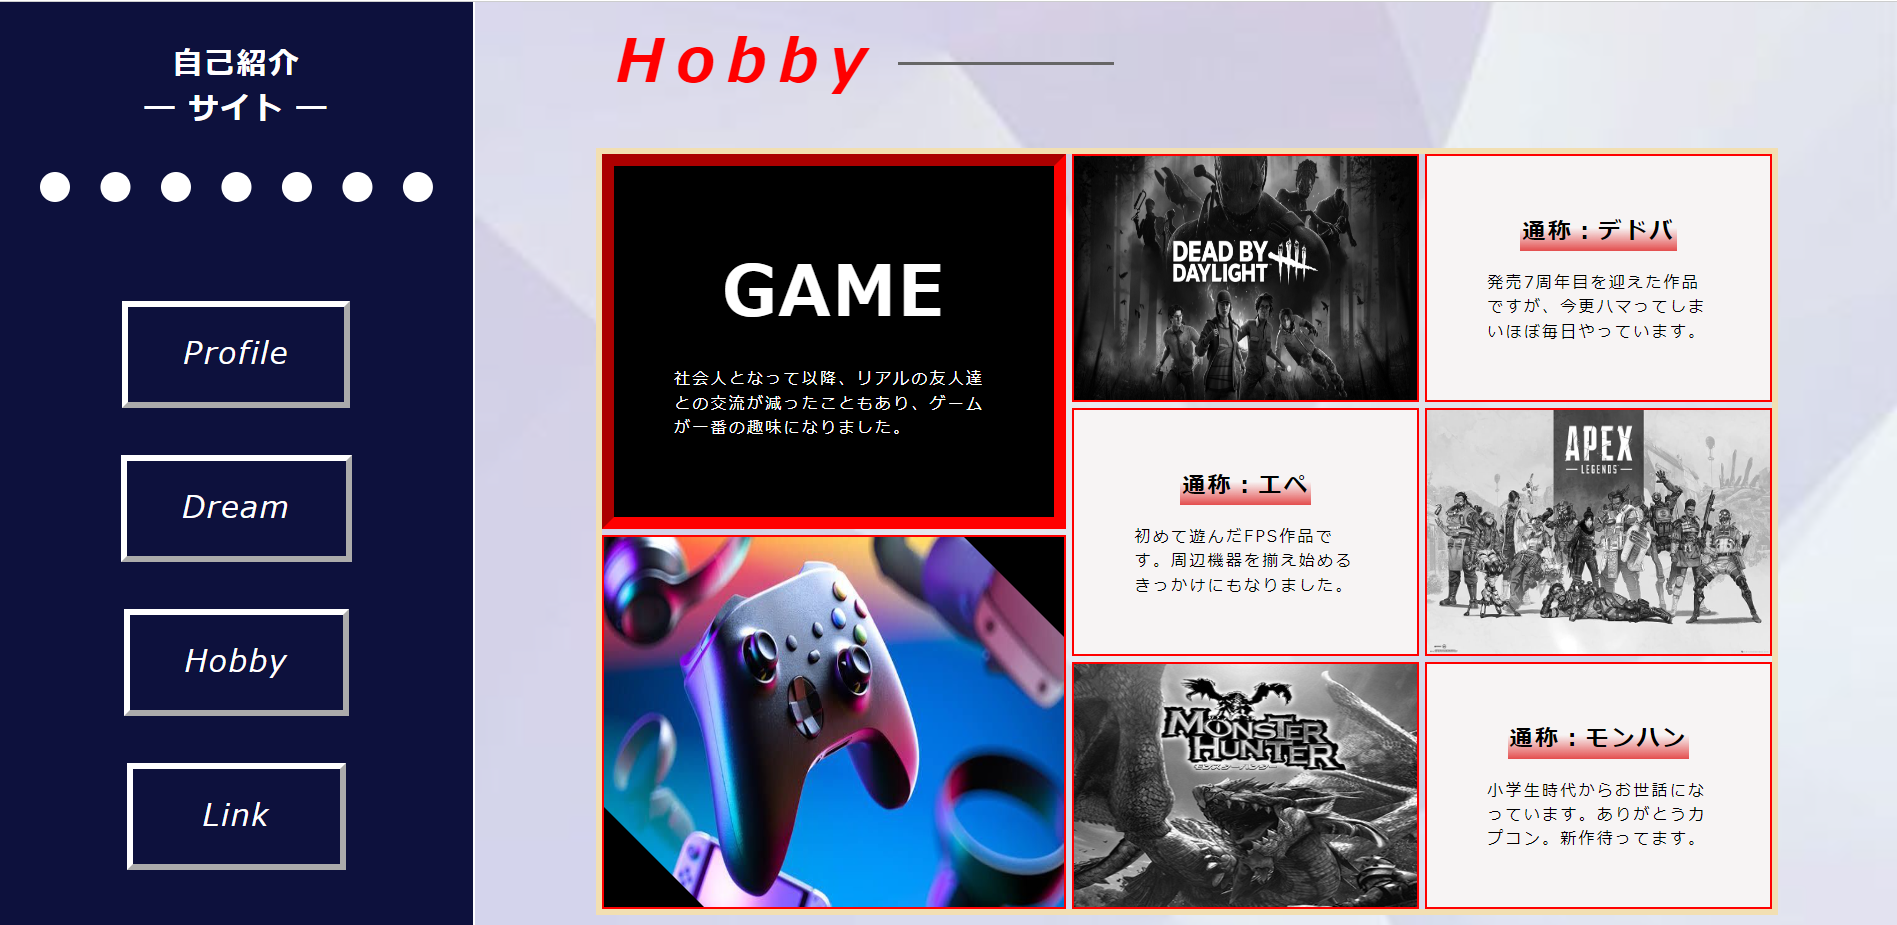 自己紹介
― サイト ―
Profile
Dream
Hobby
Link
Hobby
GAME
社会人となって以降、リアルの友人達
との交流が減ったこともあり、ゲーム
が一番の趣味になりました。
DEAD BY
DAYLIGHT
通称：デドバ
発売7周年目を迎えた作品
ですが、今更ハマってしま
いほぼ毎日やっています。
通称：エペ
初めて遊んだFPS作品で
す。周辺機器を揃え始める
きっかけにもなりました。
APEX
LEGENDS
MONSTER
HUNTER
モンスターハンター
通称：モンハン
小学生時代からお世話にな
っています。ありがとうカ
プコン。新作待ってます。